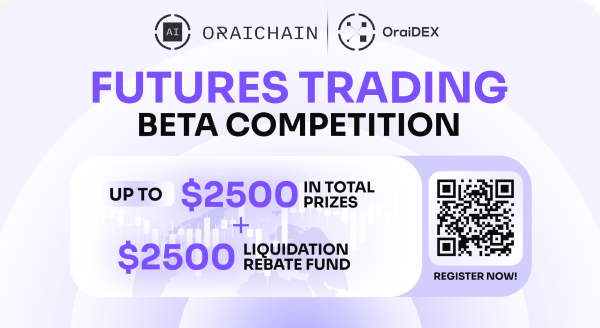 AI ORAICHAIN OraiDEX
FUTURES TRADING
BETA COMPETITION
UP TO $2500 IN TOTAL PRIZES
+
$2500 LIQUIDATION REBATE FUND
REGISTER NOW!